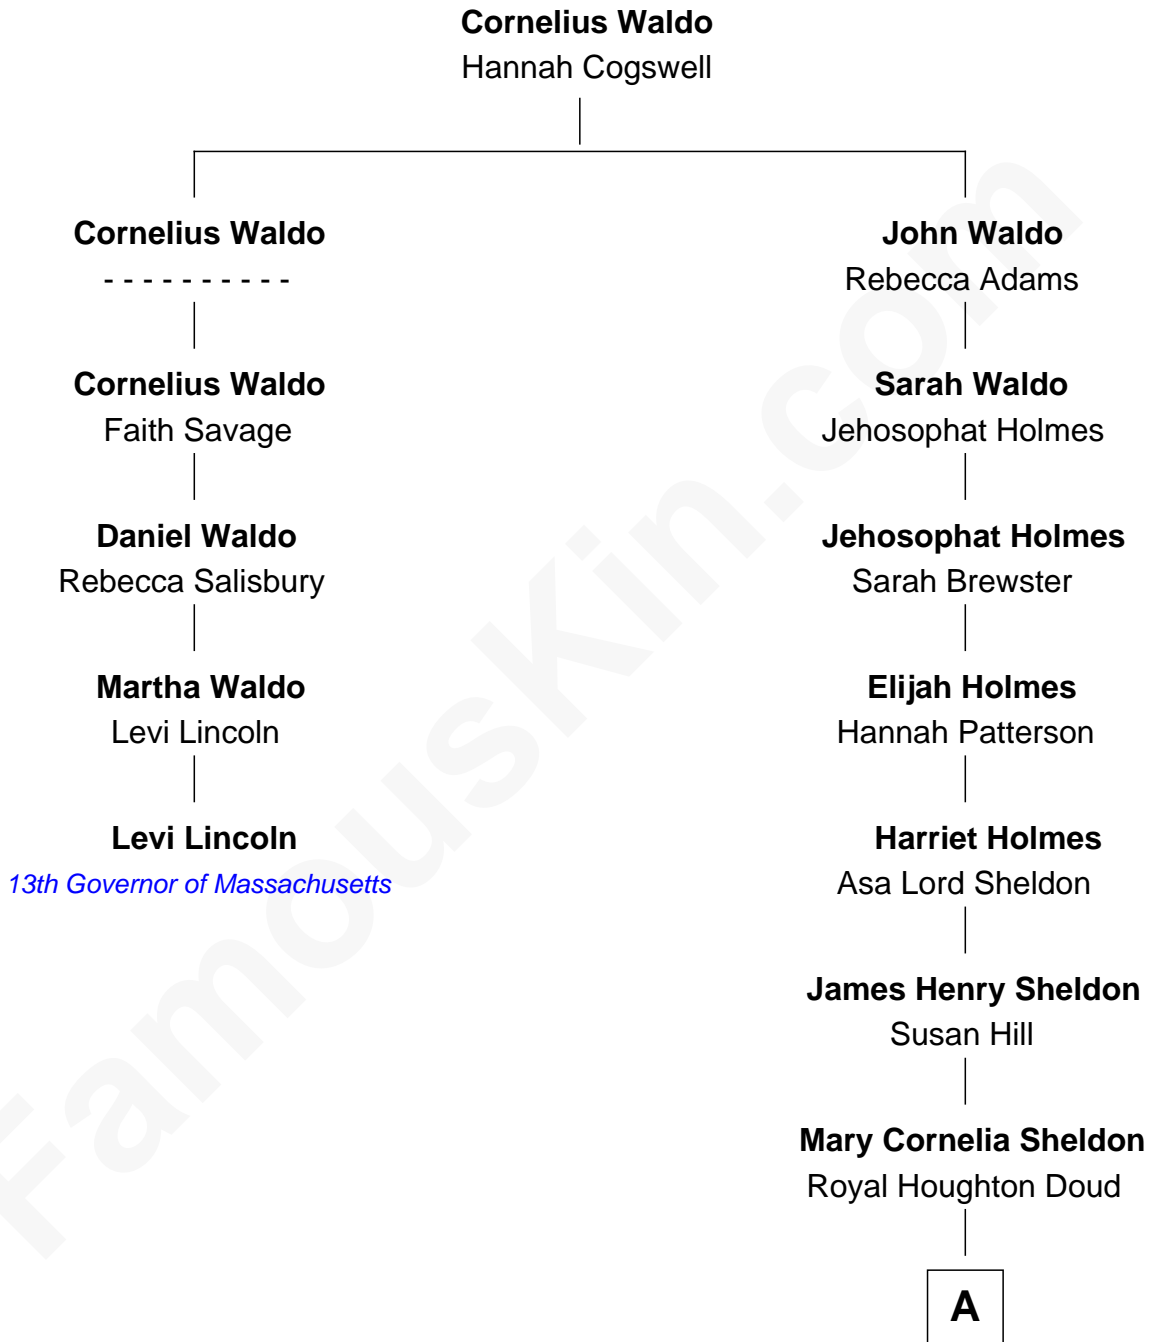 Cornelius Waldo
Hannah Cogswell
Cornelius Waldo
- - - - - - - - - -
Cornelius Waldo
Faith Savage
Daniel Waldo
Rebecca Salisbury
Martha Waldo
Levi Lincoln
Levi Lincoln
13th Governor of Massachusetts
John Waldo
Rebecca Adams
Sarah Waldo
Jehosophat Holmes
Jehosophat Holmes
Sarah Brewster
Elijah Holmes
Hannah Patterson
Harriet Holmes
Asa Lord Sheldon
James Henry Sheldon
Susan Hill
Mary Cornelia Sheldon
Royal Houghton Doud
A
FamousKin.com